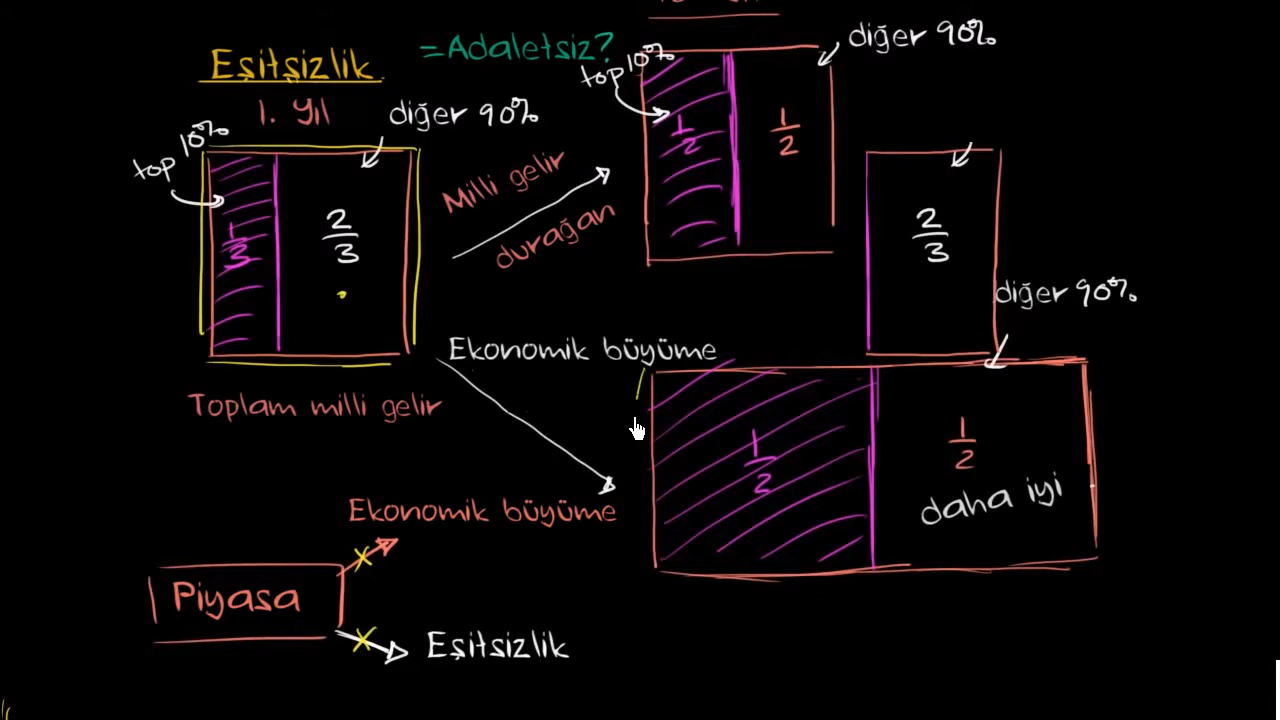 Eşitsizlik
=Adaletsiz?
1. Yıl
top 10%
diğer 90%
1/3
2/3
Toplam milli gelir
Milli gelir
durağan
top 10%
diğer 90%
1/2
1/2
2/3
diğer 90%
Ekonomik büyüme
1/2
1/2
daha iyi
Piyasa
Ekonomik büyüme
Eşitsizlik